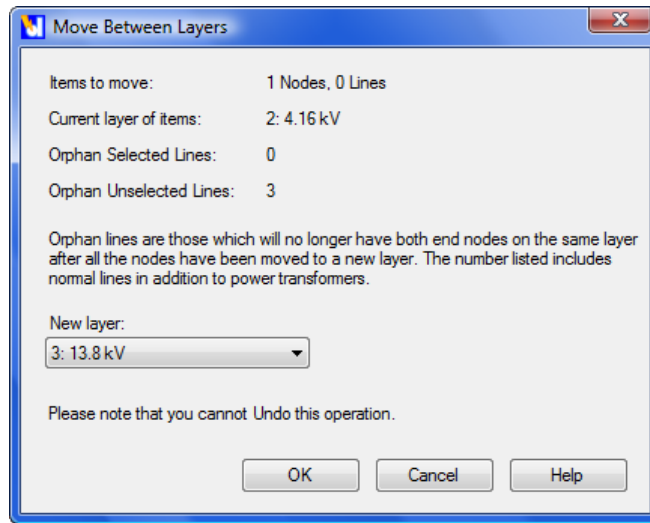 Move Between Layers
Items to move: 1 Nodes, 0 Lines
Current layer of items: 2: 4.16 kV
Orphan Selected Lines: 0
Orphan Unselected Lines: 3
Orphan lines are those which will no longer have both end nodes on the same layer
after all the nodes have been moved to a new layer. The number listed includes
normal lines in addition to power transformers.
New layer:
3: 13.8 kV
Please note that you cannot Undo this operation.
OK Cancel Help